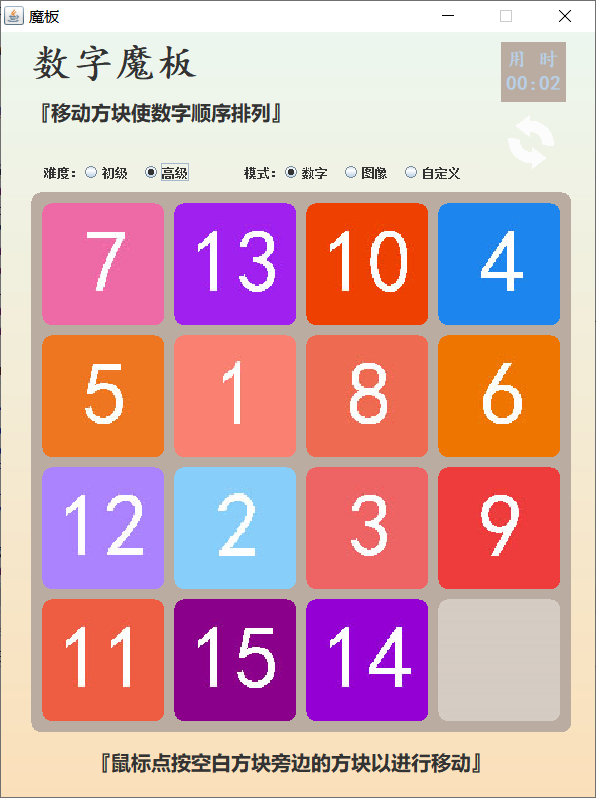 魔板
数字魔板
用 时
00:02
『移动方块使数字顺序排列』
难度： 初级 高级 模式： 数字 图像 自定义
7 13 10 4
5 1 8 6
12 2 3 9
11 15 14
『鼠标点按空白方块旁边的方块以进行移动』